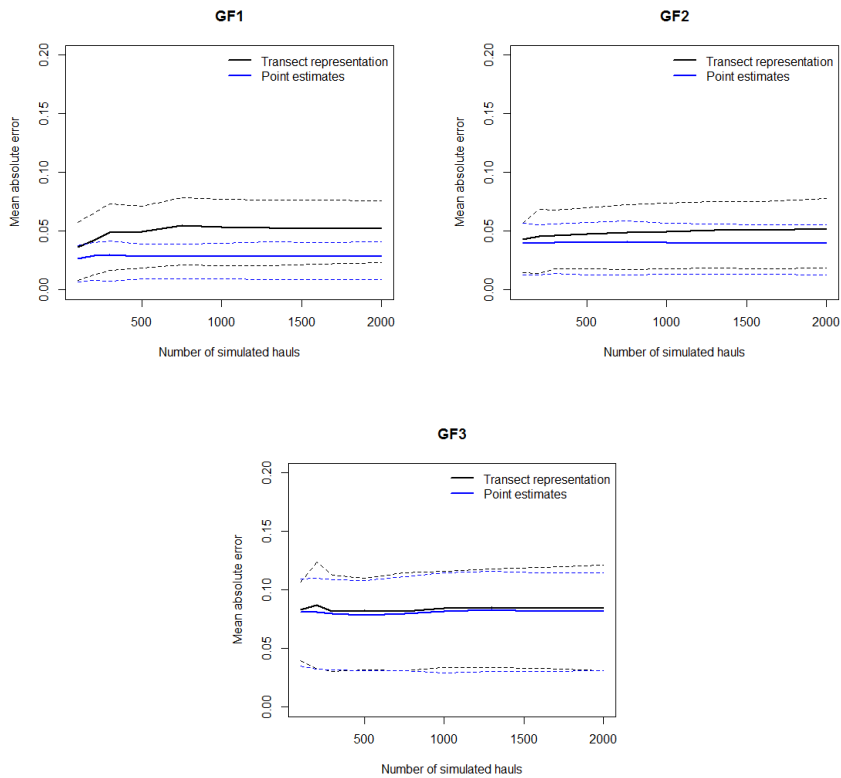 GF1
Transect representation
Point estimates
Mean absolute error
0.00 0.05 0.10 0.15 0.20
500 1000 1500 2000
Number of simulated hauls
GF2
Transect representation
Point estimates
Mean absolute error
0.00 0.05 0.10 0.15 0.20
500 1000 1500 2000
Number of simulated hauls
GF3
Transect representation
Point estimates
Mean absolute error
0.00 0.05 0.10 0.15 0.20
500 1000 1500 2000
Number of simulated hauls